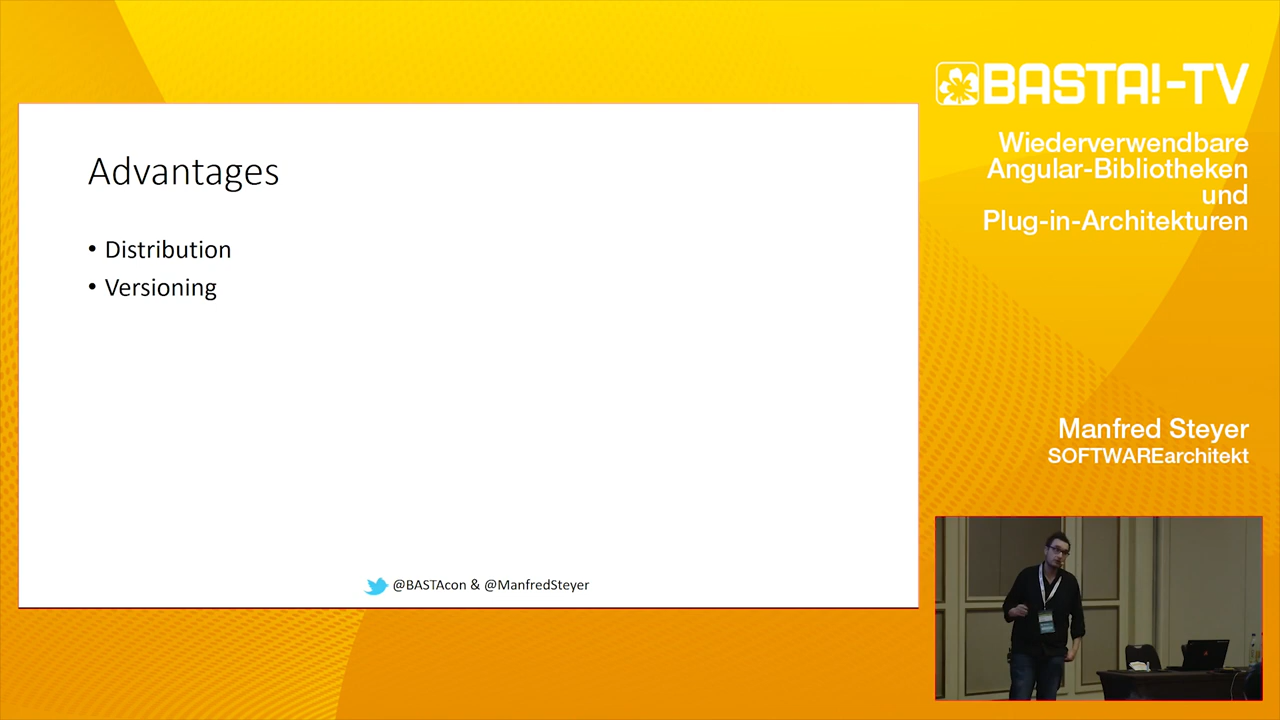 BASTA!-TV
Wiederverwendbare
Angular-Bibliotheken
und
Plug-in-Architekturen
Advantages
• Distribution
• Versioning
@BASTAcon & @ManfredSteyer
Manfred Steyer
SOFTWAREarchitekt